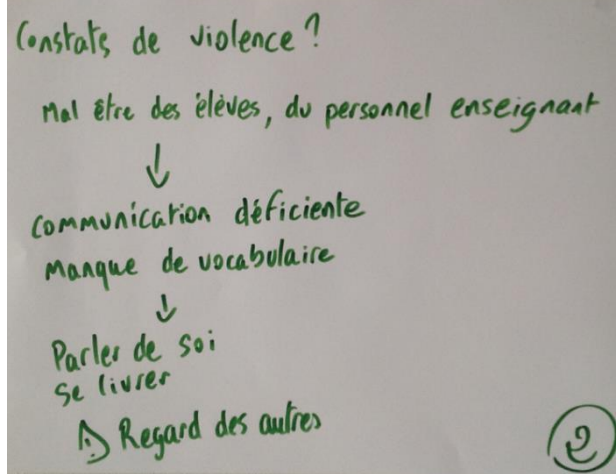 Constats de violence?
Mal être des élèves, du personnel enseignant
↓
Communication déficiente
Manque de vocabulaire
↓
Parler de soi
Se livrer
⚠ Regard des autres
2